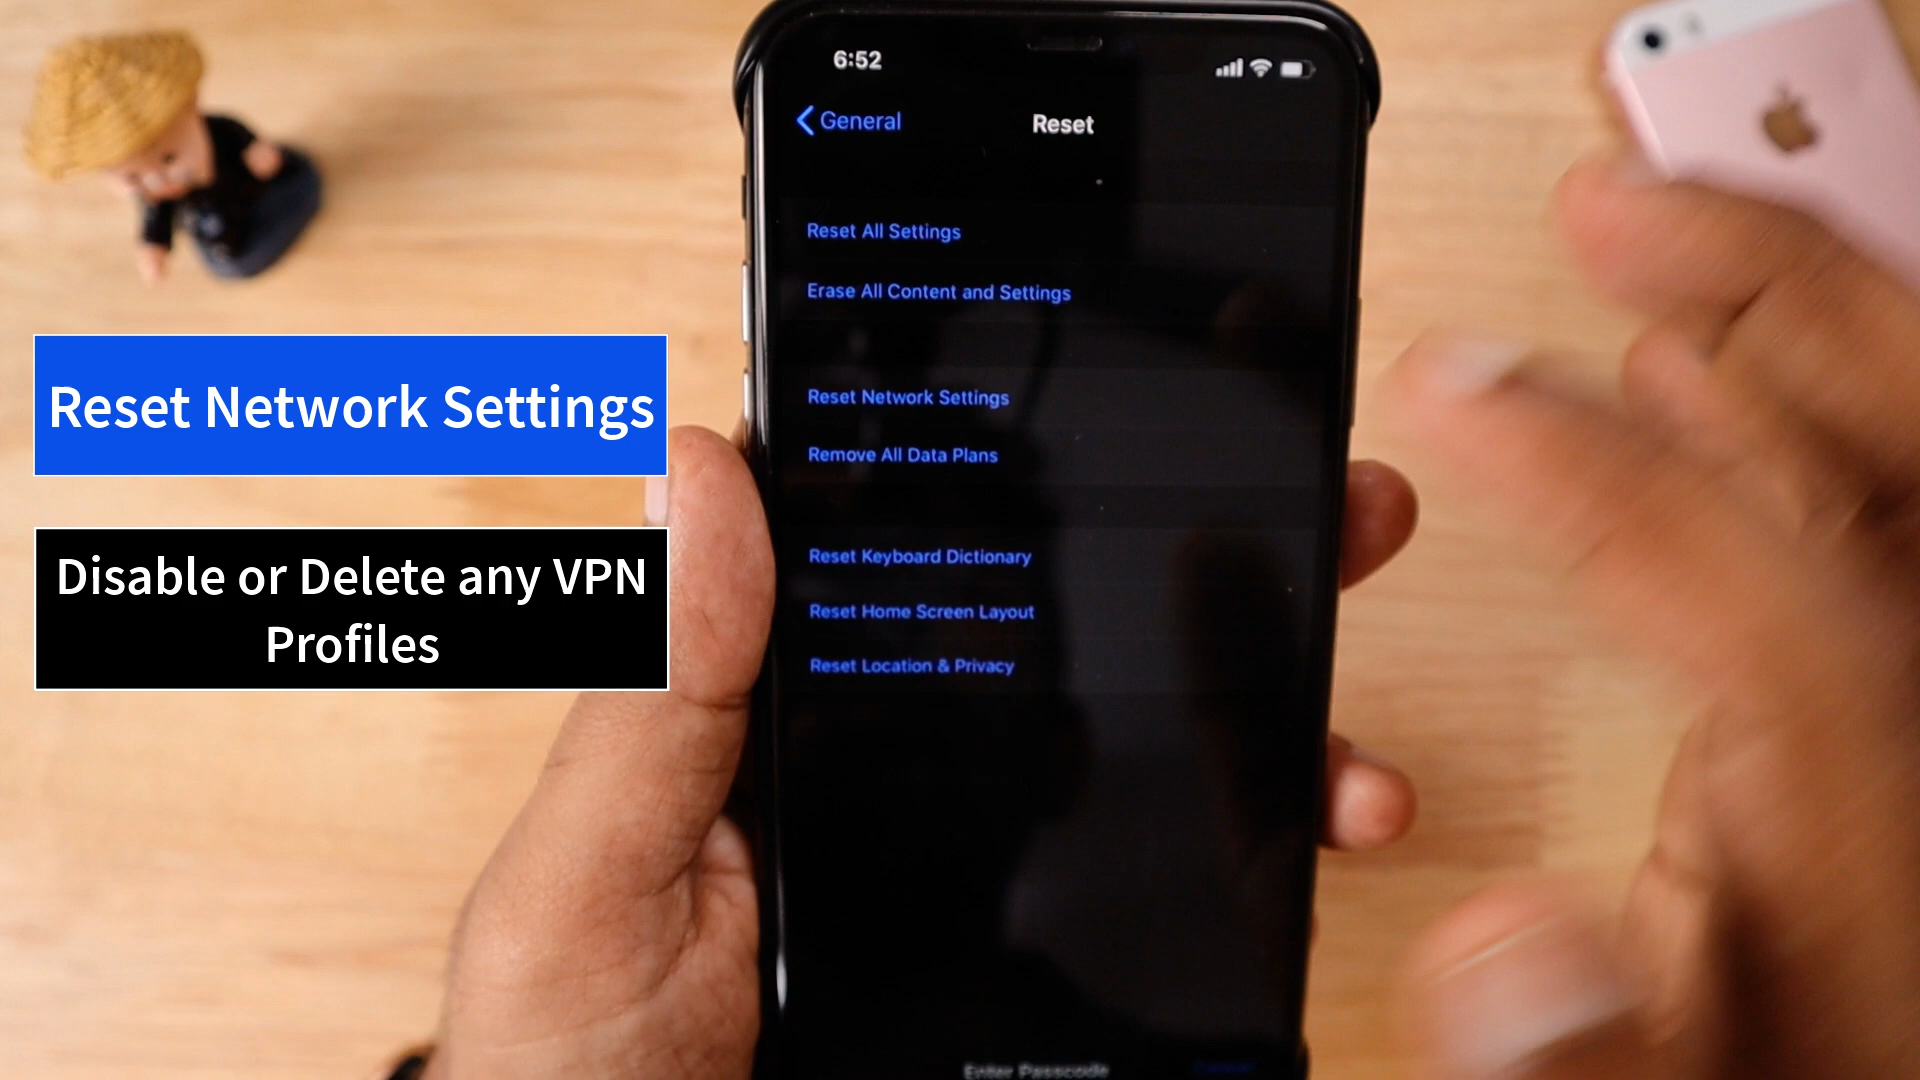 6:52
General
Reset
Reset All Settings
Erase All Content and Settings
Reset Network Settings
Remove All Data Plans
Reset Keyboard Dictionary
Reset Home Screen Layout
Reset Location & Privacy
Enter Passcode
Reset Network Settings
Disable or Delete any VPN
Profiles